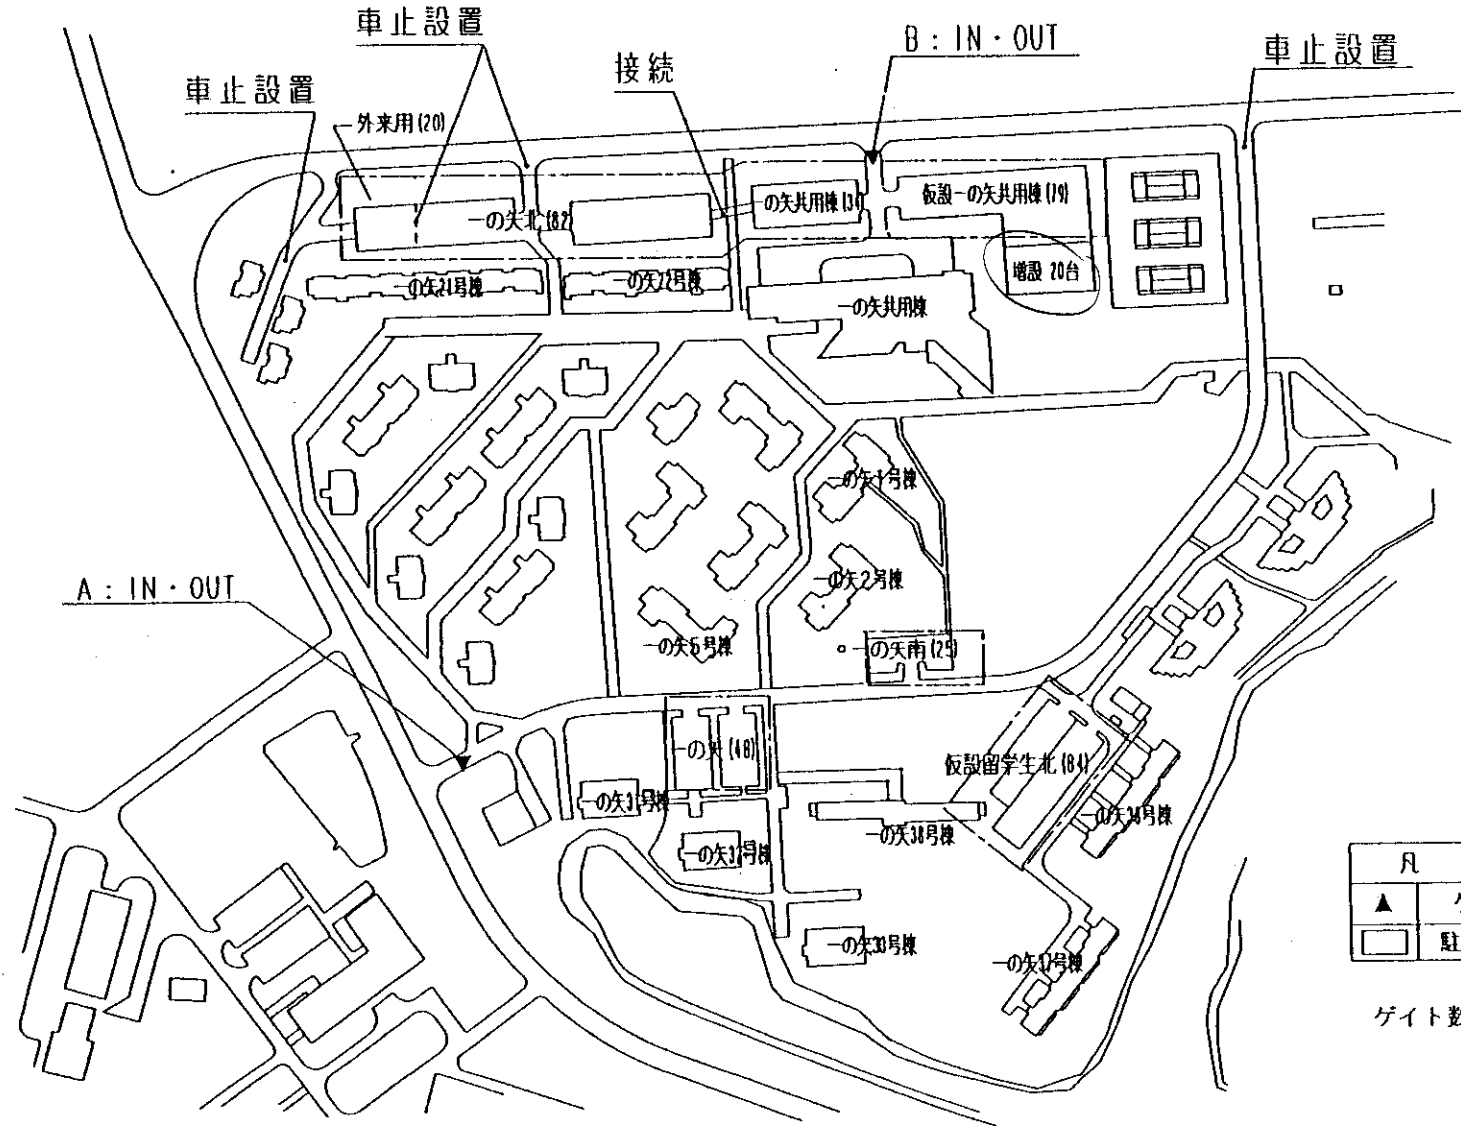 車止設置
B : IN・OUT
車止設置
接続
車止設置
外来用(20)
一の矢北(82
一の矢共用棟(3
仮設一の矢共用棟(79)
増設 20台
一の矢21号棟
一の矢22号棟
一の矢共用棟
一の矢1号棟
一の矢2号棟
A : IN・OUT
一の矢5号棟
一の矢南(25)
一の矢(48)
仮設留学生北(84)
一の矢31号棟
一の矢36号棟
一の矢38号棟
一の矢32号棟
凡
▲
駐
一の矢33号棟
一の矢37号棟
ゲイト数